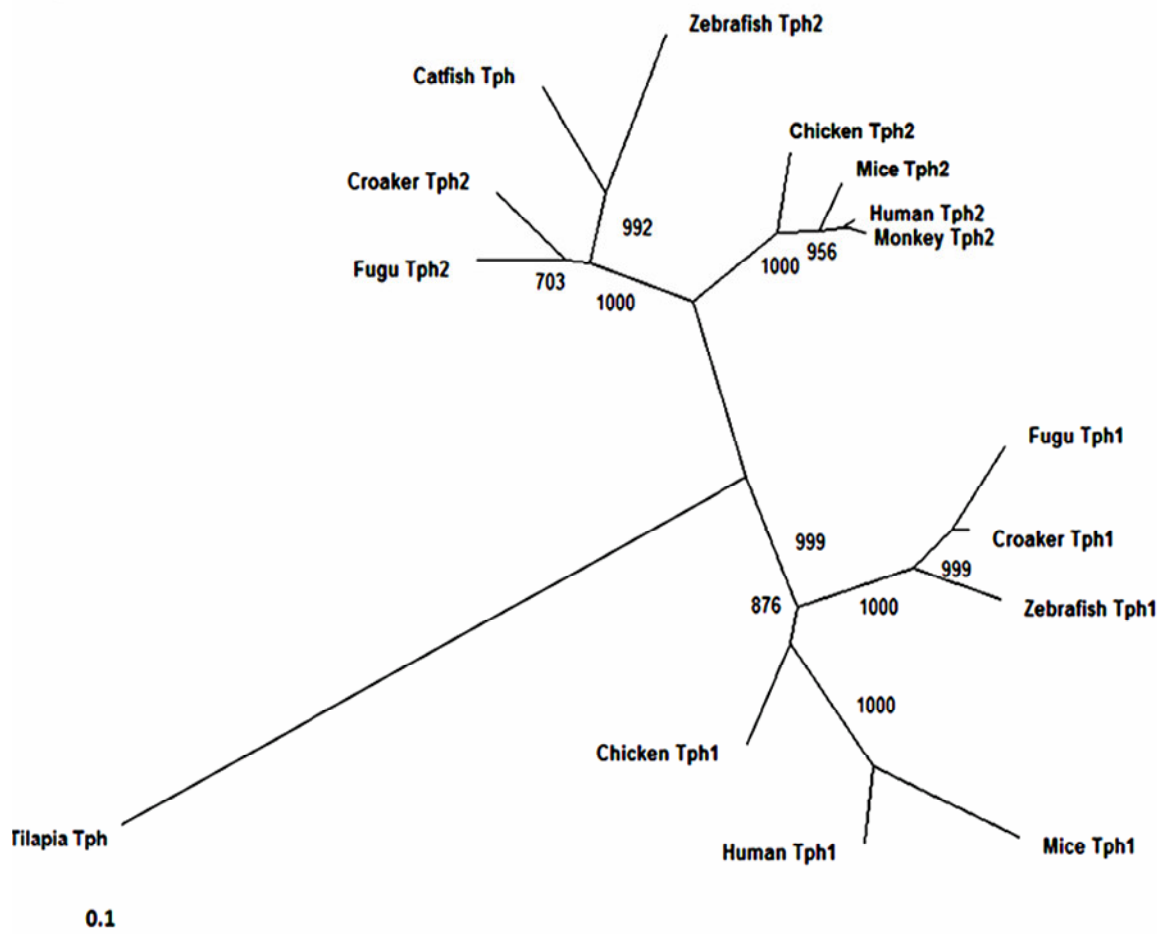 Zebrafish Tph2
Catfish Tph
Chicken Tph2
Mice Tph2
Croaker Tph2
Human Tph2
Monkey Tph2
992
956
Fugu Tph2
1000
703
1000
Fugu Tph1
Croaker Tph1
999
999
876
1000
Zebrafish Tph1
1000
Chicken Tph1
Tilapia Tph
Human Tph1
Mice Tph1
0.1